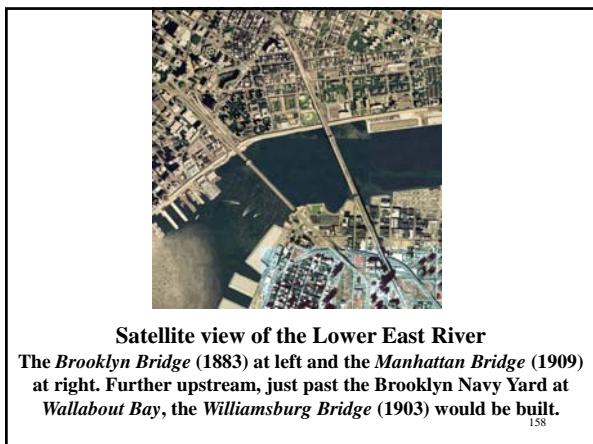 Satellite view of the Lower East River
The Brooklyn Bridge (1883) at left and the Manhattan Bridge (1909)
at right. Further upstream, just past the Brooklyn Navy Yard at
Wallabout Bay, the Williamsburg Bridge (1903) would be built.
158